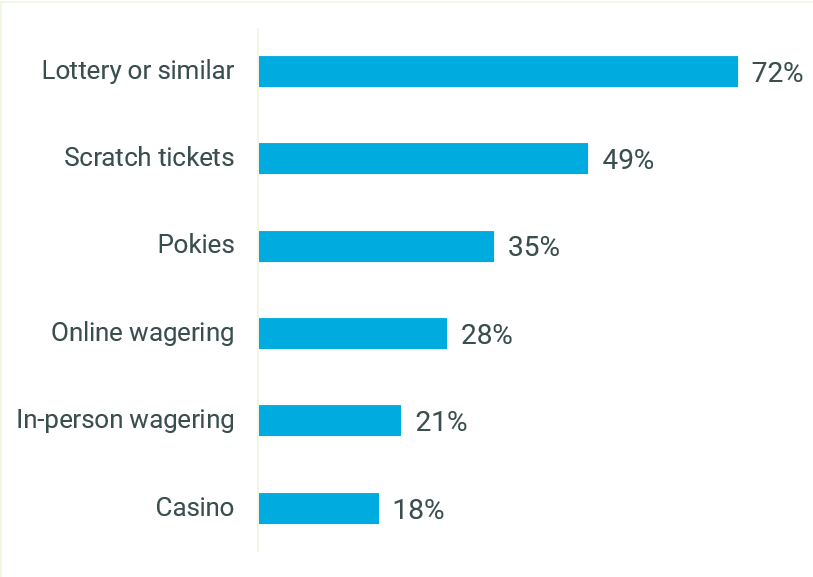 Lottery or similar 72%
Scratch tickets 49%
Pokies 35%
Online wagering 28%
In-person wagering 21%
Casino 18%